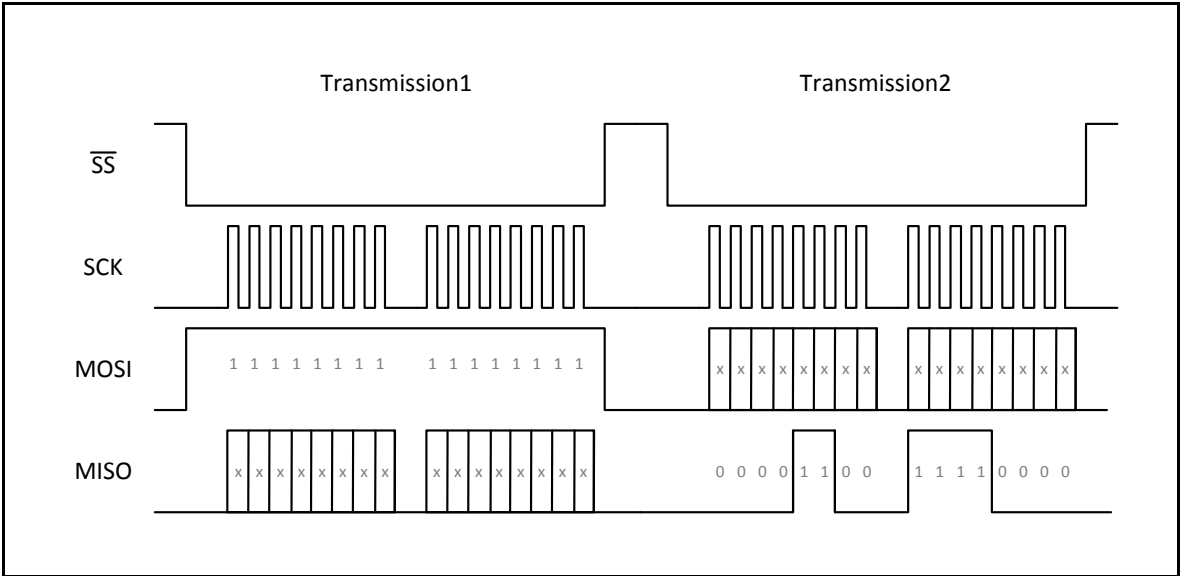 Transmission1 Transmission2
SS
SCK
MOSI 1 1 1 1 1 1 1 1 1 1 1 1 1 1 1 1 x x x x x x x x x x x x x x x x
MISO x x x x x x x x x x x x x x x x 0 0 0 0 1 1 0 0 1 1 1 1 0 0 0 0